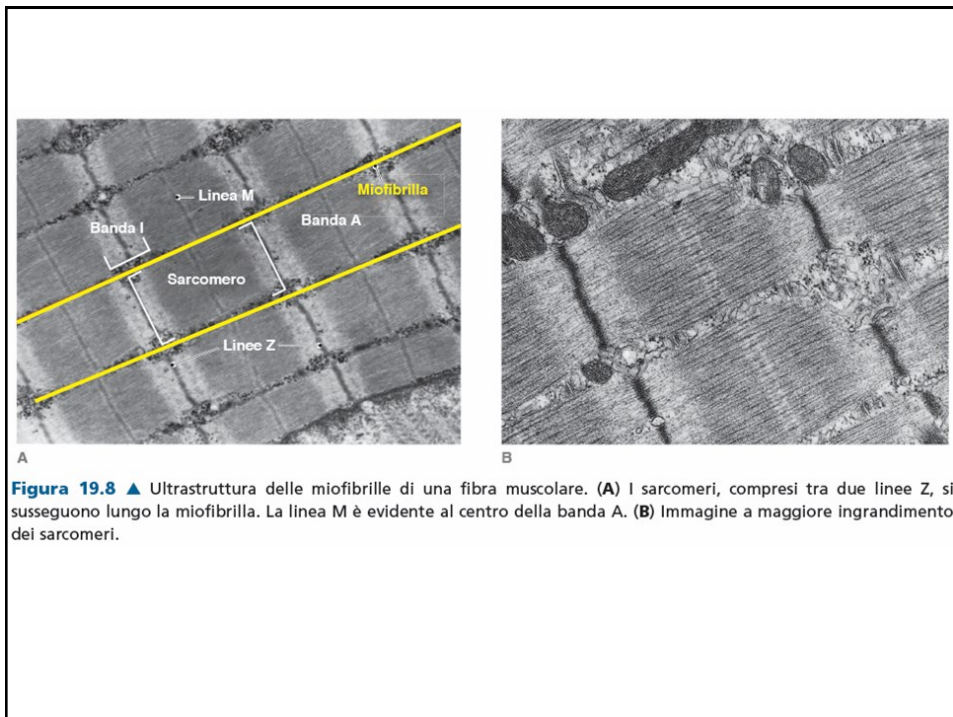 Miofibrilla
Linea M
Banda A
Banda I
Sarcomero
Linee Z
A
B
Figura 19.8 ▲ Ultrastruttura delle miofibrille di una fibra muscolare. (A) I sarcomeri, compresi tra due linee Z, si
susseguono lungo la miofibrilla. La linea M è evidente al centro della banda A. (B) Immagine a maggiore ingrandimento
dei sarcomeri.